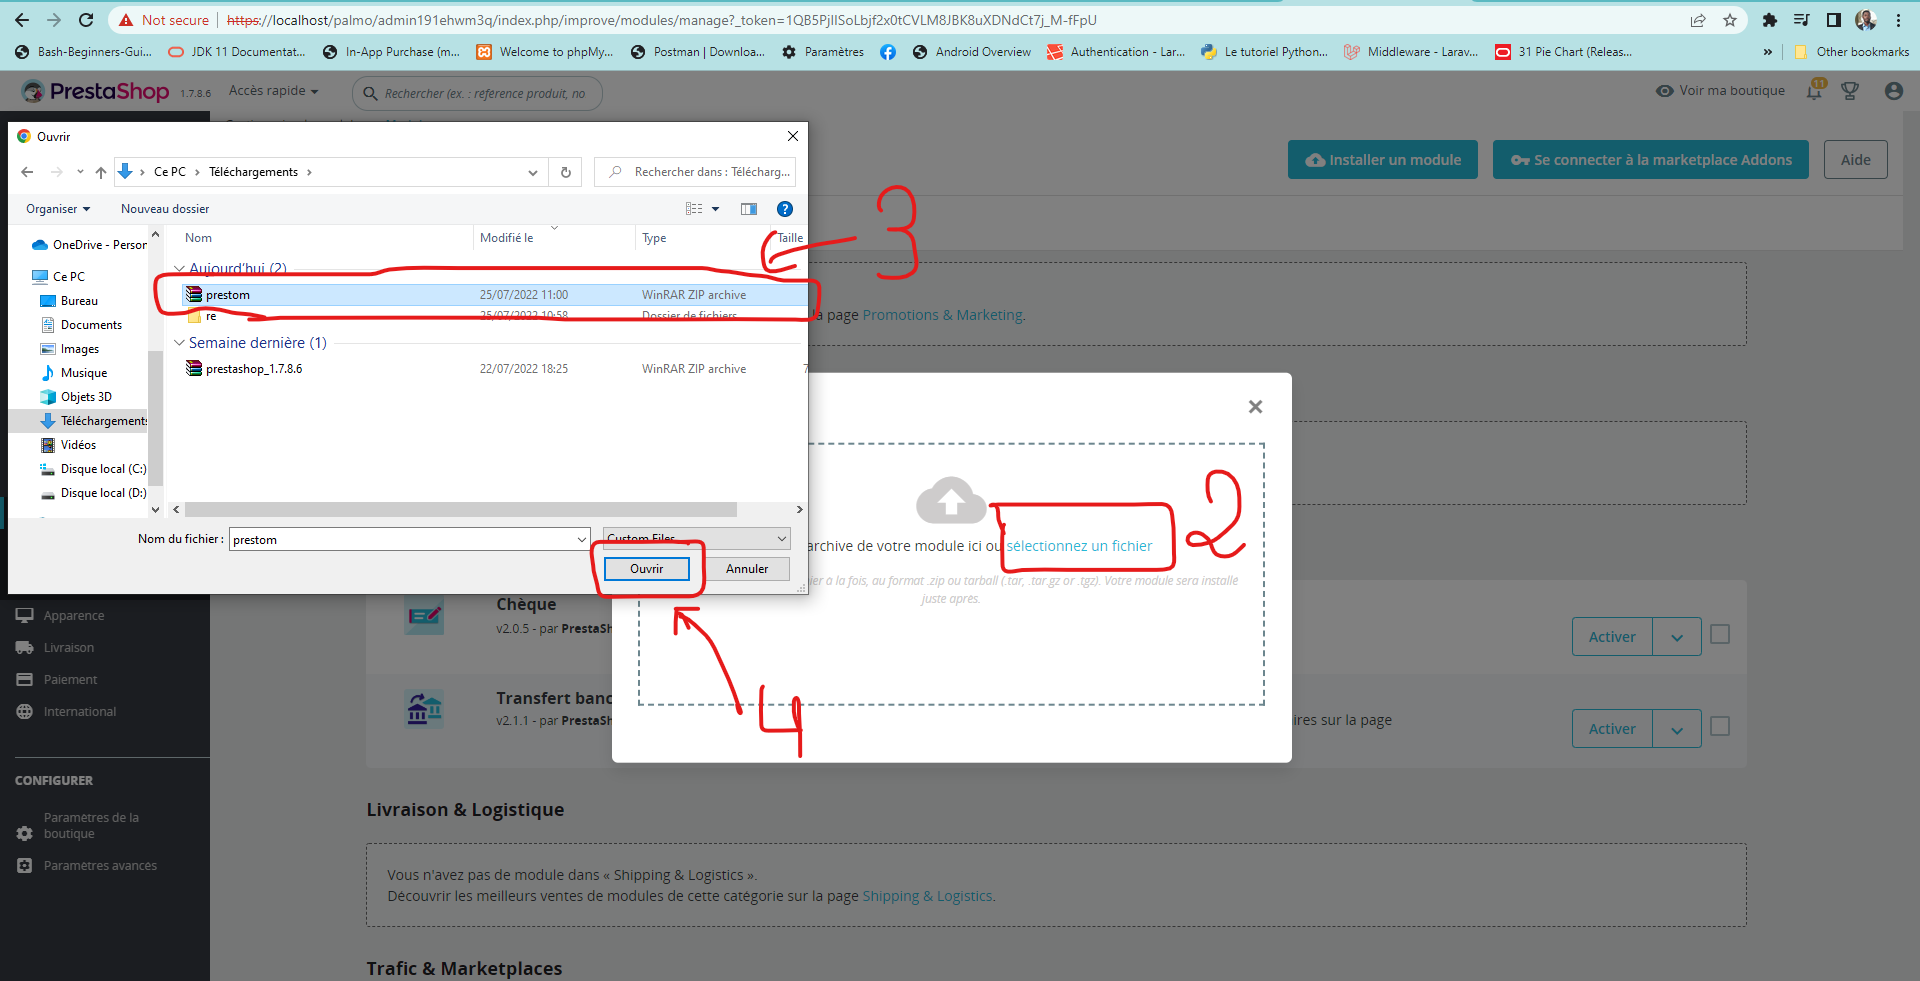 Not secure
https://localhost/palmo/admin191ehwm3q/index.php/improve/modules/manage?_token=1QB5PjIlSoLbjf2x0tCVLM8JBK8uXDNdCt7j_M-fFpU
Bash-Beginners-Gui...
JDK 11 Documentat...
In-App Purchase (m...
Welcome to phpMy...
Postman | Downloa...
Paramètres
Android Overview
Authentication - Lar...
Le tutoriel Python...
Middleware - Larav...
31 Pie Chart (Releas...
»
Other bookmarks
PrestaShop 1.7.8.6
Accès rapide
Rechercher (ex. : référence produit, no
Voir ma boutique
11
Ouvrir
Installer un module
Se connecter à la marketplace Addons
Aide
Ce PC › Téléchargements ›
Rechercher dans : Télécharg...
Organiser
Nouveau dossier
3
Nom
Modifié le
Type
Taille
OneDrive - Person
Ce PC
Bureau
Documents
Images
Musique
Objets 3D
Téléchargements
Vidéos
Disque local (C:)
Disque local (D:)
Aujourd'hui (2)
prestom 25/07/2022 11:00 WinRAR ZIP archive
re 25/07/2022 10:58 Dossier de fichiers
Semaine dernière (1)
prestashop_1.7.8.6 22/07/2022 18:25 WinRAR ZIP archive 7
Nom du fichier : prestom
Custom Files
Ouvrir
Annuler
la page Promotions & Marketing.
2
archive de votre module ici ou sélectionnez un fichier
ier à la fois, au format .zip ou tarball (.tar, .tar.gz or .tgz). Votre module sera installé
juste après.
4
Apparence
Livraison
Paiement
International
CONFIGURER
Paramètres de la
boutique
Paramètres avancés
Chèque
v2.0.5 - par PrestaSh
Activer
Transfert banc
v2.1.1 - par PrestaSh
ires sur la page
Activer
Livraison & Logistique
Vous n'avez pas de module dans « Shipping & Logistics ».
Découvrir les meilleurs ventes de modules de cette catégorie sur la page Shipping & Logistics.
Trafic & Marketplaces